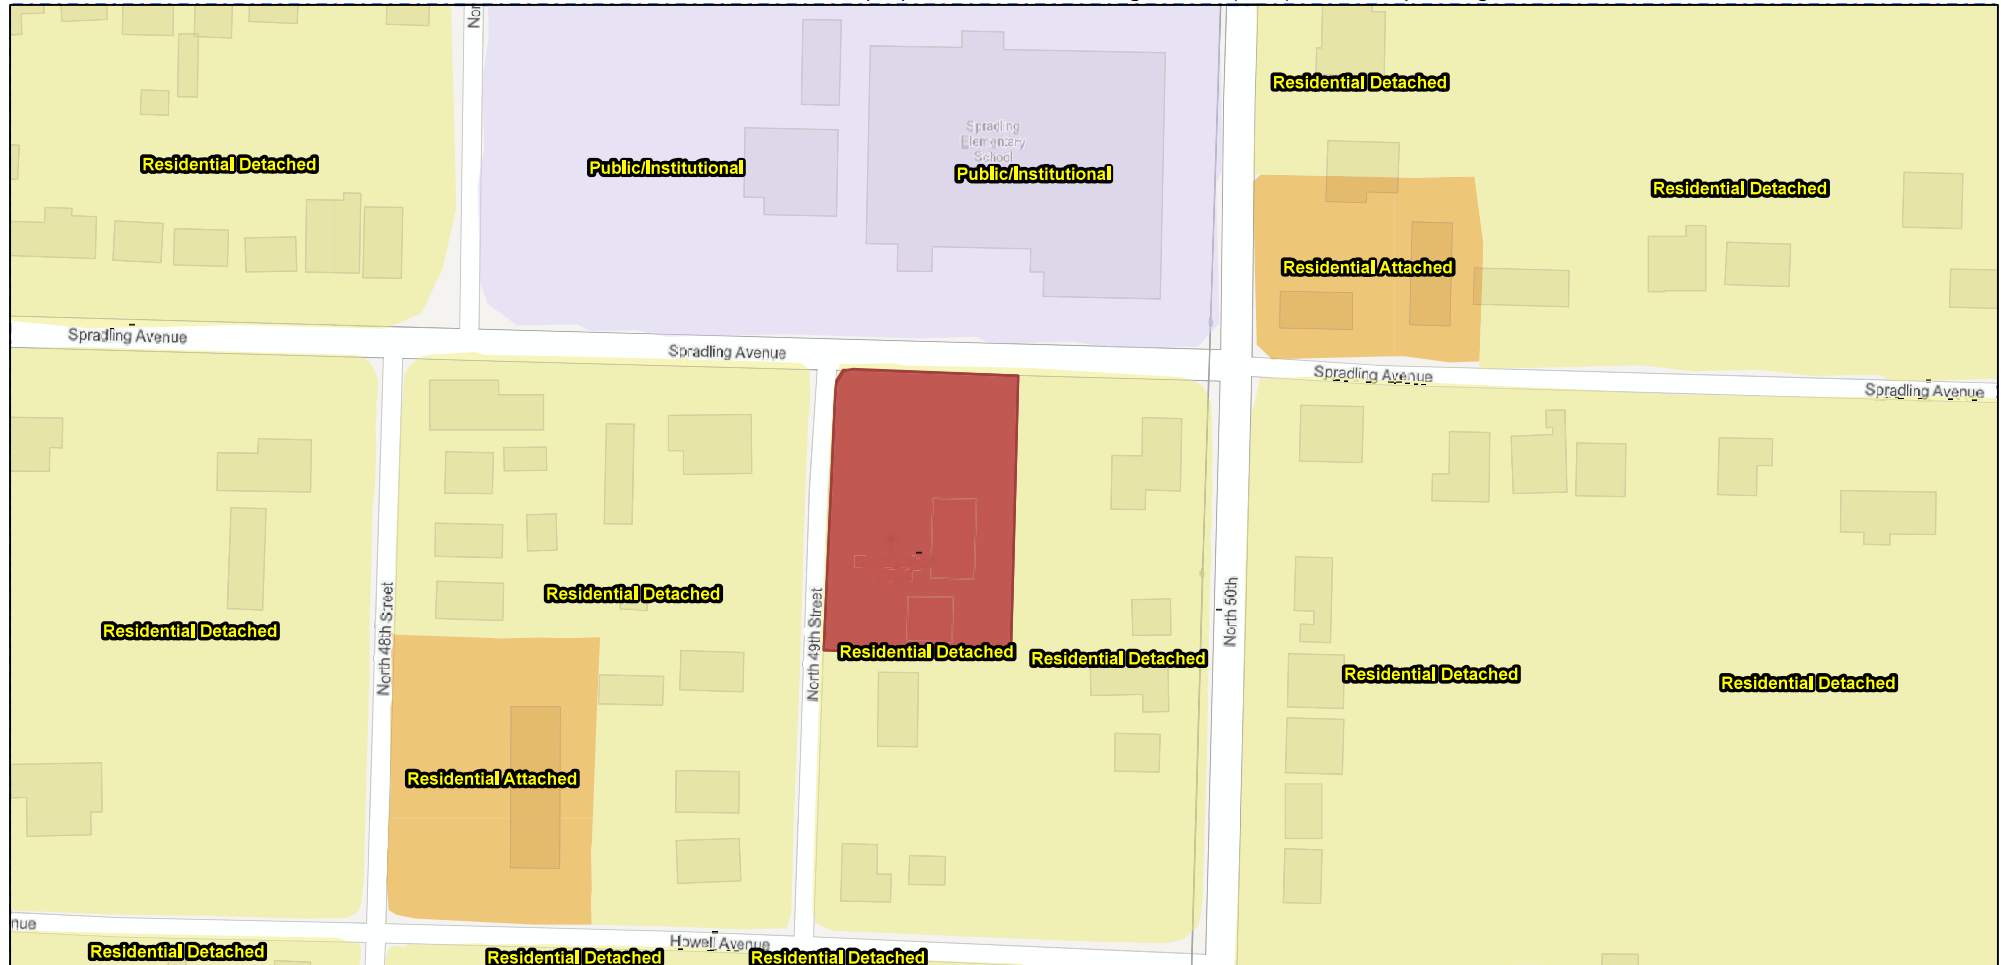 Nor
Residential Detached
Spradling
Elementary
School
Residential Detached
Public/Institutional
Public/Institutional
Residential Detached
Residential Attached
Spradling Avenue
Spradling Avenue
Spradling Avenue
Spradling Avenue
Residential Detached
North 48th Street
North 49th Street
North 50th
Residential Detached
Residential Detached
Residential Detached
Residential Detached
Residential Detached
Residential Attached
nue
Howell Avenue
Residential Detached
Residential Detached
Residential Detached